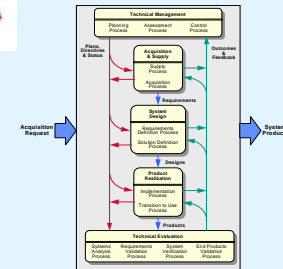 Technical Management
Planning Process
Assessment Process
Control Process
Plans,
Directives
& Status
Outcomes
&
Feedback
Acquisition
& Supply
Supply
Process
Acquisition
Process
Requirements
Acquisition
Request
System
Design
Requirements
Definition Process
Solution Definition
Process
System
Product
Designs
Product
Realization
Implementation
Process
Transition to Use
Process
Products
Technical Evaluation
Systems Analysis Process
Requirements Validation Process
System Verification Process
End Products Validation Process